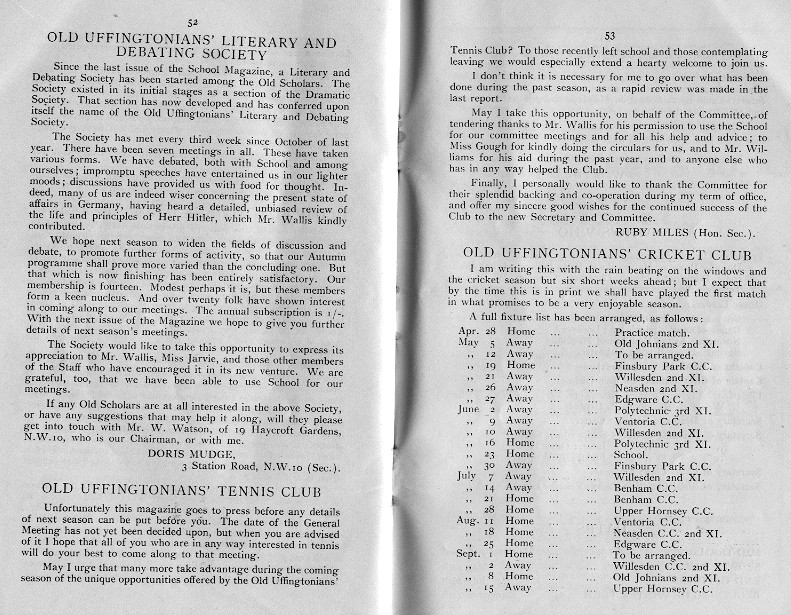 52
OLD UFFINGTONIANS' LITERARY AND
DEBATING SOCIETY
Since the last issue of the School Magazine, a Literary and
Debating Society has been started among the Old Scholars. The
Society existed in its initial stages as a section of the Dramatic
Society. That section has now developed and has conferred upon
itself the name of the Old Uffingtonians' Literary and Debating
Society.
The Society has met every third week since October of last
year. There have been seven meetings in all. These have taken
various forms. We have debated, both with School and among
ourselves; impromptu speeches have entertained us in our lighter
moods; discussions have provided us with food for thought. In-
deed, many of us are indeed wiser concerning the present state of
affairs in Germany, having heard a detailed, unbiased review of
the life and principles of Herr Hitler, which Mr. Wallis kindly
contributed.
We hope next season to widen the fields of discussion and
debate, to promote further forms of activity, so that our Autumn
programme shall prove more varied than the concluding one. But
that which is now finishing has been entirely satisfactory. Our
membership is fourteen. Modest perhaps it is, but these members
form a keen nucleus. And over twenty folk have shown interest
in coming along to our meetings. The annual subscription is 1/-.
With the next issue of the Magazine we hope to give you further
details of next season's meetings.
The Society would like to take this opportunity to express its
appreciation to Mr. Wallis, Miss Jarvie, and those other members
of the Staff who have encouraged it in its new venture. We are
grateful, too, that we have been able to use School for our
meetings.
If any Old Scholars are at all interested in the above Society,
or have any suggestions that may help it along, will they please
get into touch with Mr. W. Watson, of 19 Haycroft Gardens,
N.W.10, who is our Chairman, or with me.
DORIS MUDGE,
3 Station Road, N.W.10 (Sec.).
OLD UFFINGTONIANS' TENNIS CLUB
Unfortunately this magazine goes to press before any details
of next season can be put before you. The date of the General
Meeting has not yet been decided upon, but when you are advised
of it I hope that all of you who are in any way interested in tennis
will do your best to come along to that meeting.
May I urge that many more take advantage during the coming
season of the unique opportunities offered by the Old Uffingtonians'
53
Tennis Club? To those recently left school and those contemplating
leaving we would especially extend a hearty welcome to join us.
I don't think it is necessary for me to go over what has been
done during the past season, as a rapid review was made in the
last report.
May I take this opportunity, on behalf of the Committee, of
tendering thanks to Mr. Wallis for his permission to use the School
for our committee meetings and for all his help and advice; to
Miss Gough for kindly doing the circulars for us, and to Mr. Wil-
liams for his aid during the past year, and to anyone else who
has in any way helped the Club.
Finally, I personally would like to thank the Committee for
their splendid backing and co-operation during my term of office,
and offer my sincere good wishes for the continued success of the
Club to the new Secretary and Committee.
RUBY MILES (Hon. Sec.).
OLD UFFINGTONIANS' CRICKET CLUB
I am writing this with the rain beating on the windows and
the cricket season but six short weeks ahead; but I expect that
by the time this is in print we shall have played the first match
in what promises to be a very enjoyable season.
A full fixture list has been arranged, as follows:
Apr. 28 Home ... ... Practice match.
May 5 Away ... ... Old Johnians 2nd XI.
,, 12 Away ... ... To be arranged.
,, 19 Home ... ... Finsbury Park C.C.
,, 21 Away ... ... Willesden 2nd XI.
,, 26 Away ... ... Neasden 2nd XI.
,, 27 Away ... ... Edgware C.C.
June 2 Away ... ... Polytechnic 3rd XI.
,, 9 Away ... ... Ventoria C.C.
,, 10 Away ... ... Willesden 2nd XI.
,, 16 Home ... ... Polytechnic 3rd XI.
,, 23 Home ... ... School.
,, 30 Away ... ... Finsbury Park C.C.
July 7 Away ... ... Willesden 2nd XI.
,, 14 Away ... ... Benham C.C.
,, 21 Home ... ... Benham C.C.
,, 28 Home ... ... Upper Hornsey C.C.
Aug. 11 Home ... ... Ventoria C.C.
,, 18 Home ... ... Neasden C.C. 2nd XI.
,, 25 Home ... ... Edgware C.C.
Sept. 1 Home ... ... To be arranged.
,, 2 Away ... ... Willesden C.C. 2nd XI.
,, 8 Home ... ... Old Johnians 2nd XI.
,, 15 Away ... ... Upper Hornsey C.C.